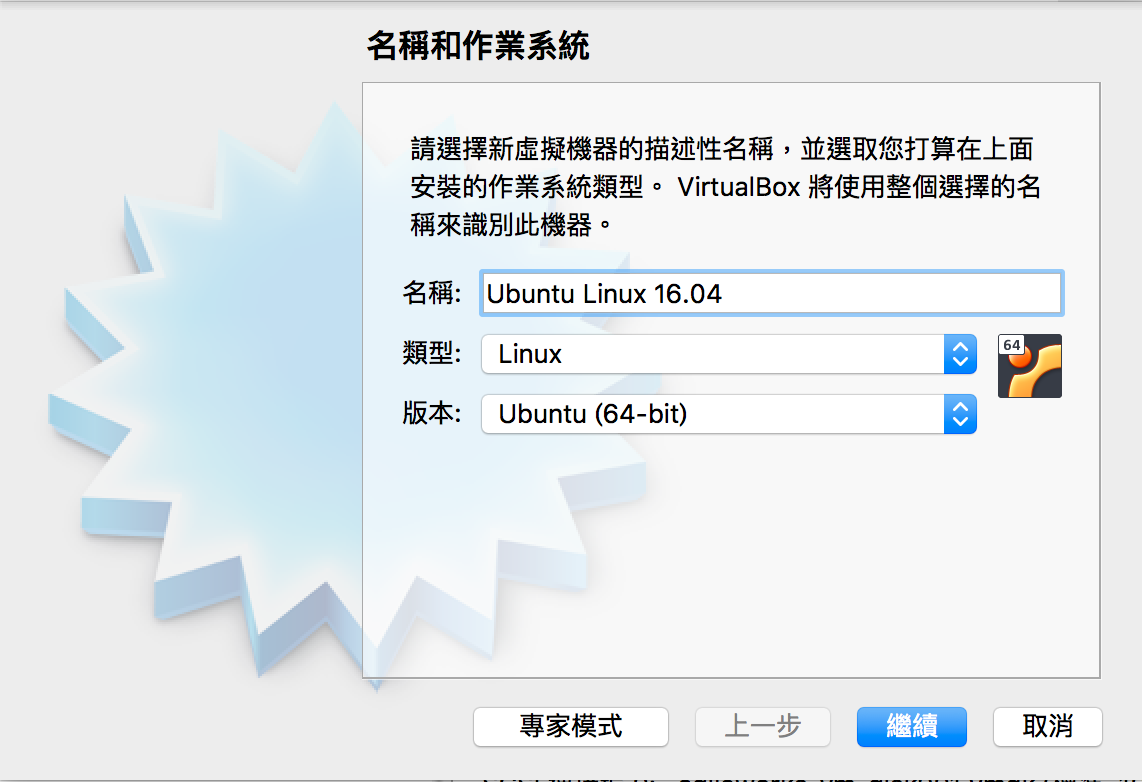 名稱和作業系統
請選擇新虛擬機器的描述性名稱，並選取您打算在上面
安裝的作業系統類型。 VirtualBox 將使用整個選擇的名
稱來識別此機器。
名稱: Ubuntu Linux 16.04
類型: Linux
64
版本: Ubuntu (64-bit)
專家模式 上一步 繼續 取消